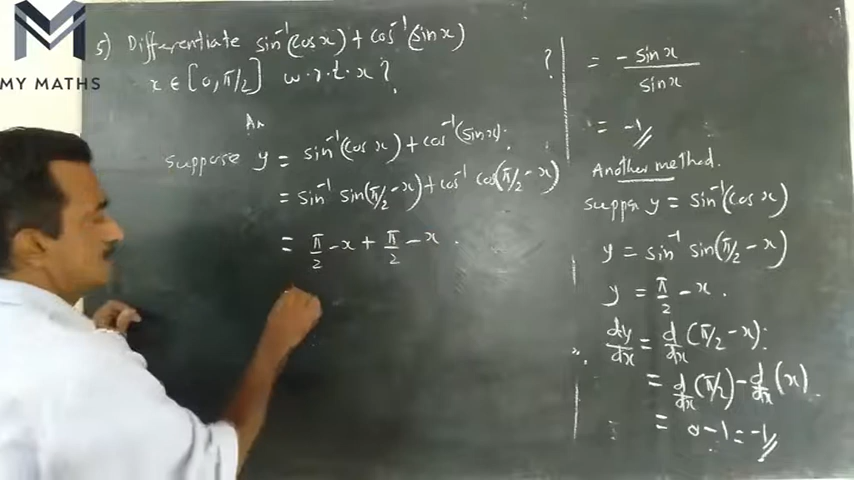 MY MATHS
5) Differentiate sin⁻¹(cos x) + cos⁻¹(sin x)
x ∈ [0, π/2] w.r.t. x ?
?
An
Suppose y = sin⁻¹(cos x) + cos⁻¹(sin x);
= sin⁻¹ sin(π/2 - x) + cos⁻¹ cos(π/2 - x)
= π/2 - x + π/2 - x .
= - sin x / sin x
= -1 //
Another method.
Suppose y = sin⁻¹(cos x)
y = sin⁻¹ sin(π/2 - x)
y = π/2 - x .
dy/dx = d/dx (π/2 - x) .
= d/dx (π/2) - d/dx (x) .
= 0 - 1 = -1 //